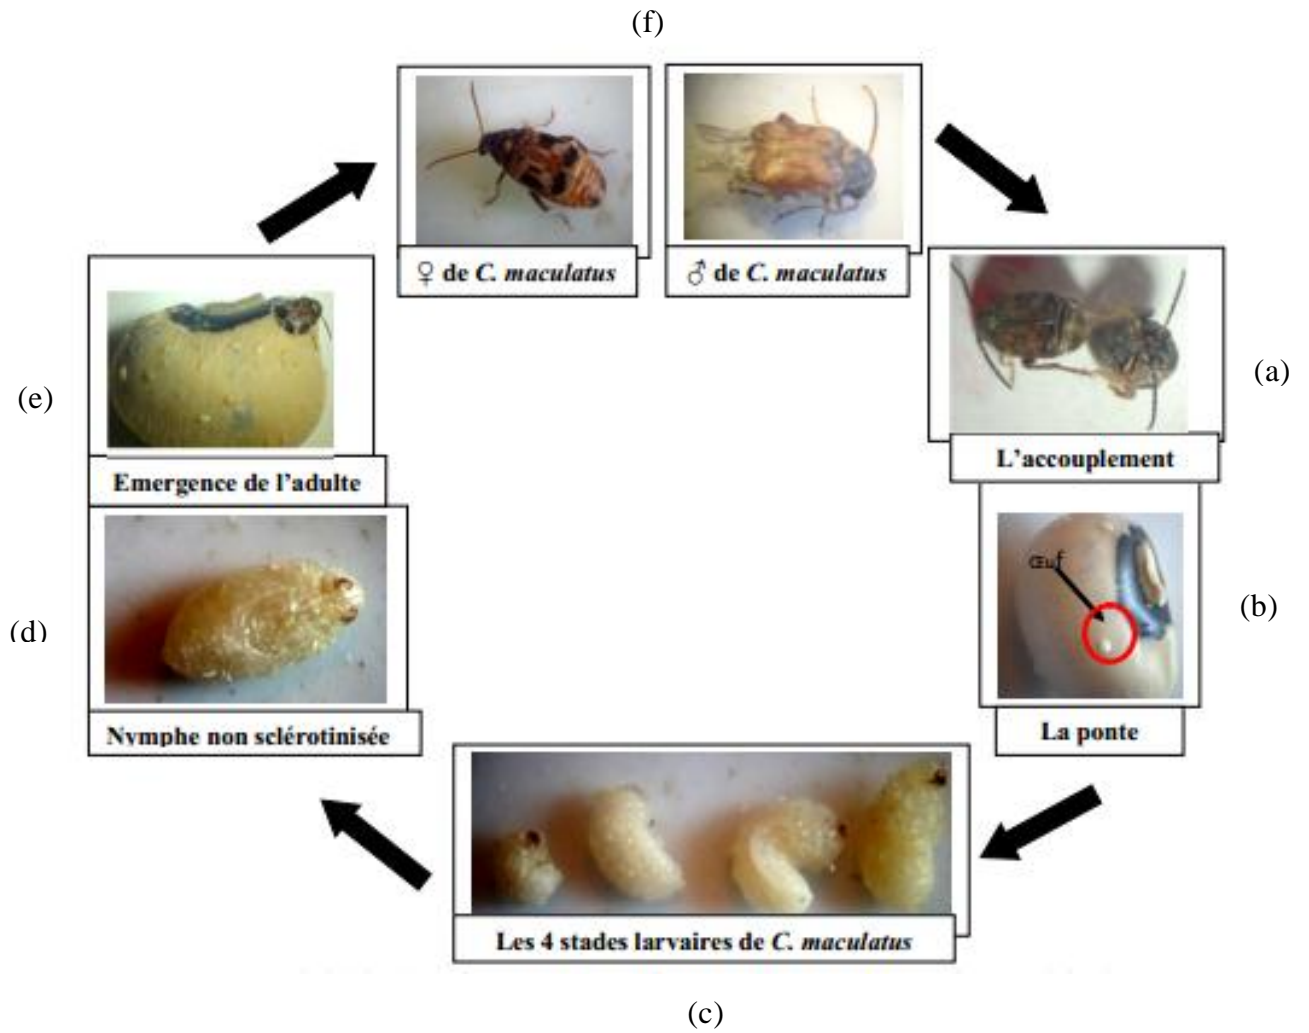 (f)
♀ de C. maculatus
♂ de C. maculatus
(a)
L'accouplement
(e)
Emergence de l'adulte
Œuf
(b)
La ponte
(d)
Nymphe non sclérotinisée
Les 4 stades larvaires de C. maculatus
(c)